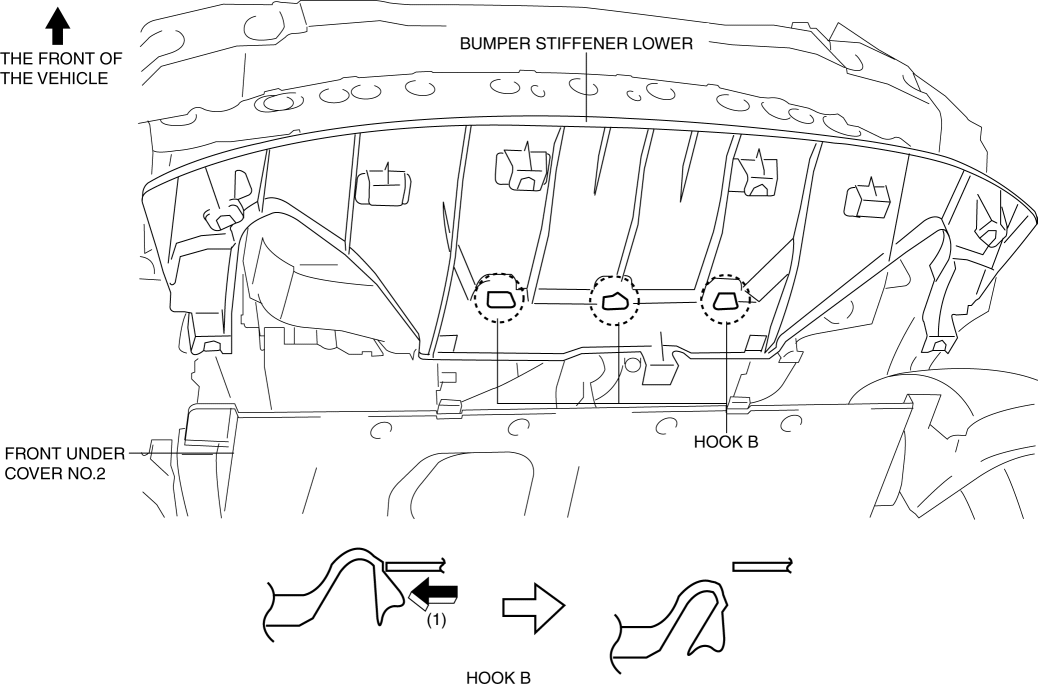 THE FRONT OF
THE VEHICLE
BUMPER STIFFENER LOWER
HOOK B
FRONT UNDER
COVER NO.2
(1)
HOOK B